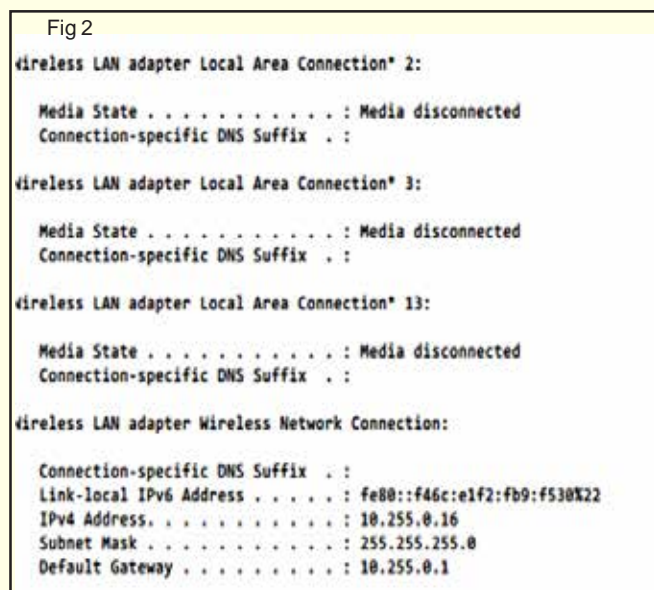 Fig 2
Wireless LAN adapter Local Area Connection* 2:
Media State . . . . . . . . . . . : Media disconnected
Connection-specific DNS Suffix . :
Wireless LAN adapter Local Area Connection* 3:
Media State . . . . . . . . . . . : Media disconnected
Connection-specific DNS Suffix . :
Wireless LAN adapter Local Area Connection* 13:
Media State . . . . . . . . . . . : Media disconnected
Connection-specific DNS Suffix . :
Wireless LAN adapter Wireless Network Connection:
Connection-specific DNS Suffix . :
Link-local IPv6 Address . . . . . : fe80::f46c:e1f2:fb9:f530%22
IPv4 Address. . . . . . . . . . . : 10.255.0.16
Subnet Mask . . . . . . . . . . . : 255.255.255.0
Default Gateway . . . . . . . . . : 10.255.0.1